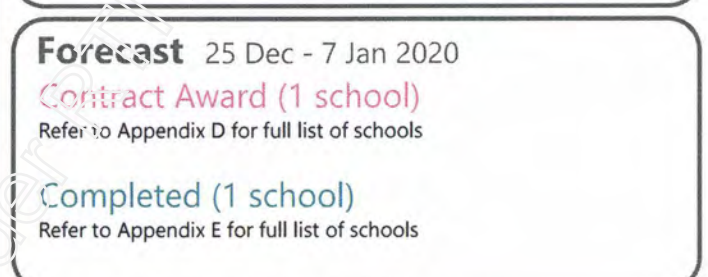 Forecast 25 Dec - 7 Jan 2020
Contract Award (1 school)
Refer to Appendix D for full list of schools
Completed (1 school)
Refer to Appendix E for full list of schools